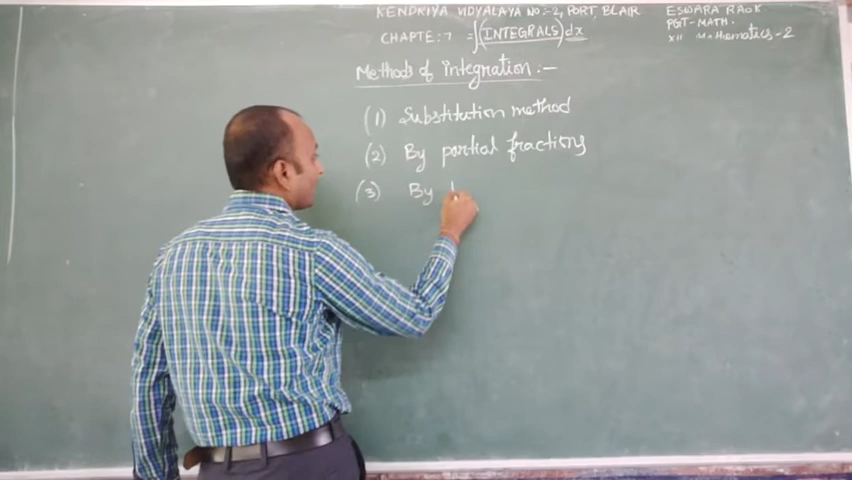 KENDRIYA VIDYALAYA NO:-2, PORT BLAIR
ESWARA RAO K
PGT-MATH.
XII Mathematics-2
CHAPTE: 7 = ∫(INTEGRALS)dx
Methods of integration :-
(1) Substitution method
(2) By partial fractions
(3) By